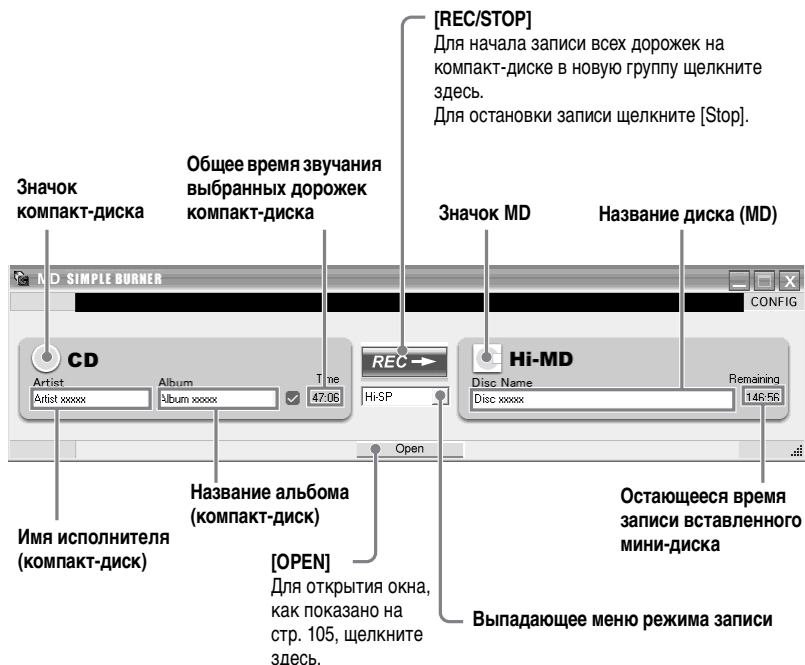 [REC/STOP]
Для начала записи всех дорожек на
компакт-диске в новую группу щелкните
здесь.
Для остановки записи щелкните [Stop].
Общее время звучания
выбранных дорожек
компакт-диска
Значок
компакт-диска
Значок MD
Название диска (MD)
MD SIMPLE BURNER
CONFIG
CD
Artist
Album
Time
Artist xxxxx
Album xxxxx
47:06
REC
Hi-SP
Hi-MD
Disc Name
Remaining
Disc xxxxx
146:56
Open
Название альбома
(компакт-диск)
Имя исполнителя
(компакт-диск)
[OPEN]
Для открытия окна,
как показано на
стр. 105, щелкните
здесь.
Остающееся время
записи вставленного
мини-диска
Выпадающее меню режима записи